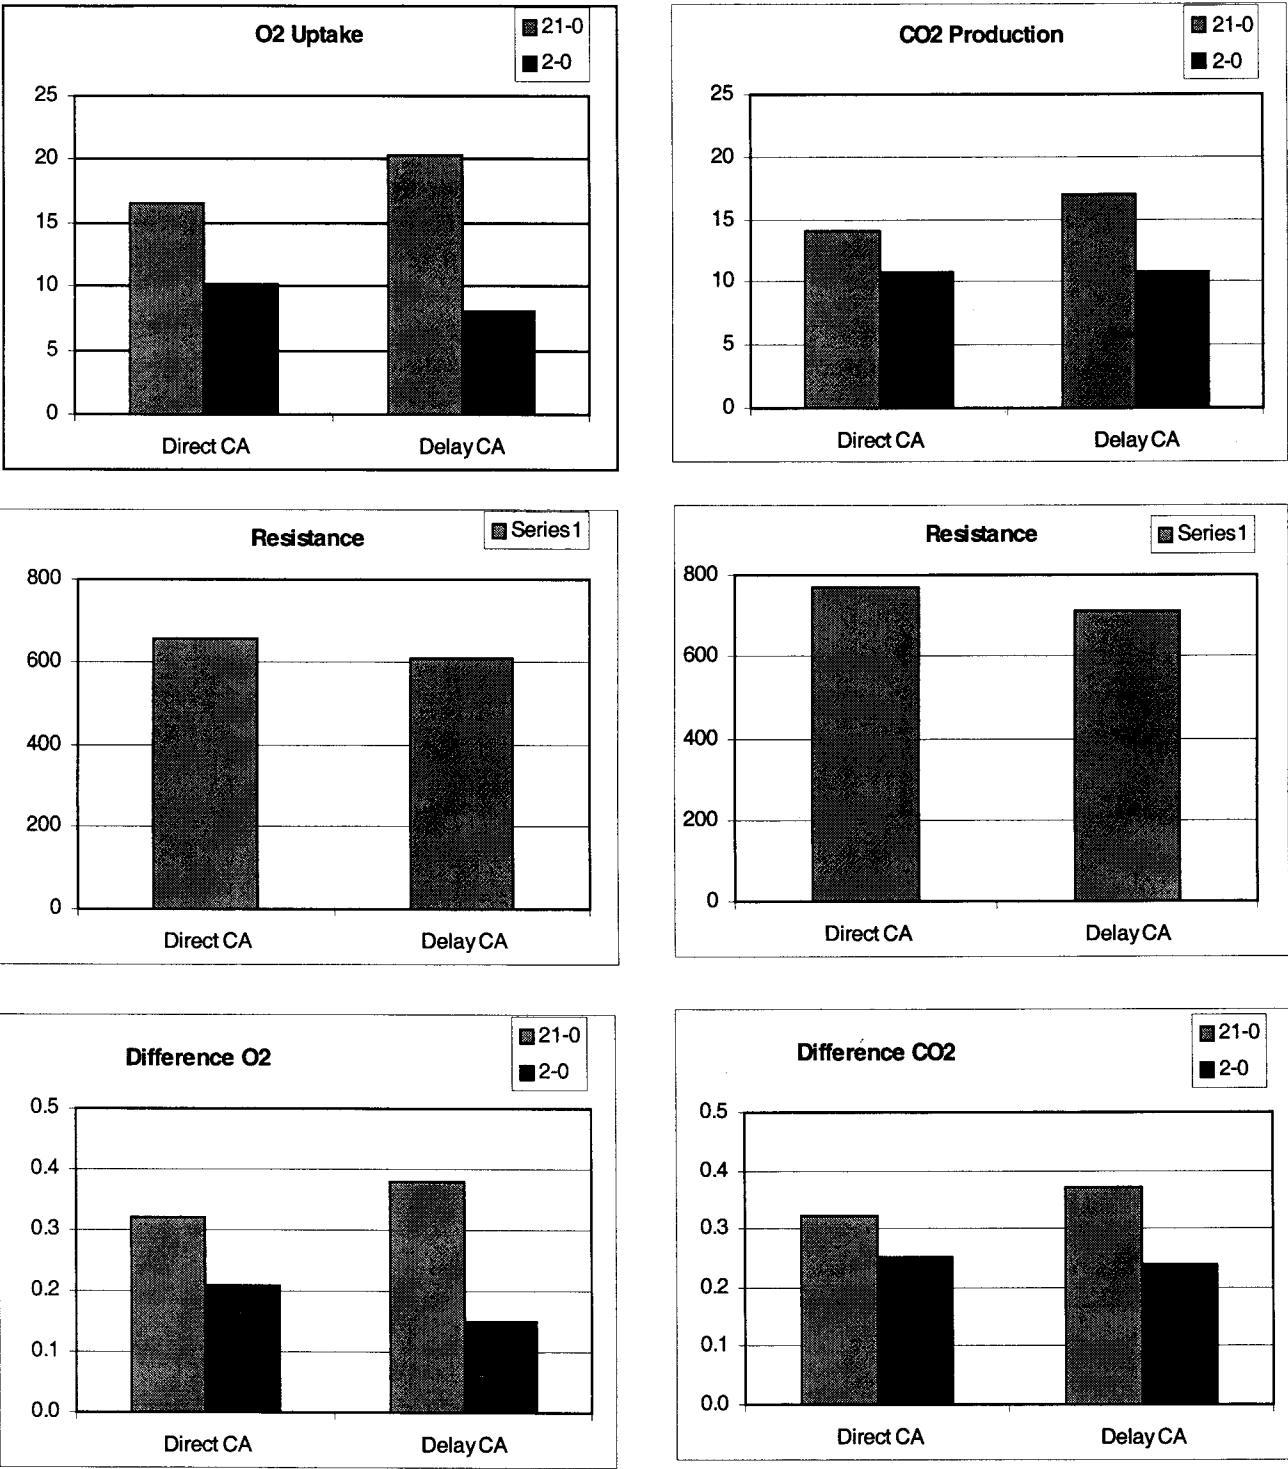 O2 Uptake
21-0
2-0
25
20
15
10
5
0
Direct CA
Delay CA
CO2 Production
21-0
2-0
25
20
15
10
5
0
Direct CA
Delay CA
Resistance
Series1
800
600
400
200
0
Direct CA
Delay CA
Resistance
Series1
800
600
400
200
0
Direct CA
Delay CA
Difference O2
21-0
2-0
0.5
0.4
0.3
0.2
0.1
0.0
Direct CA
Delay CA
Difference CO2
21-0
2-0
0.5
0.4
0.3
0.2
0.1
0.0
Direct CA
Delay CA